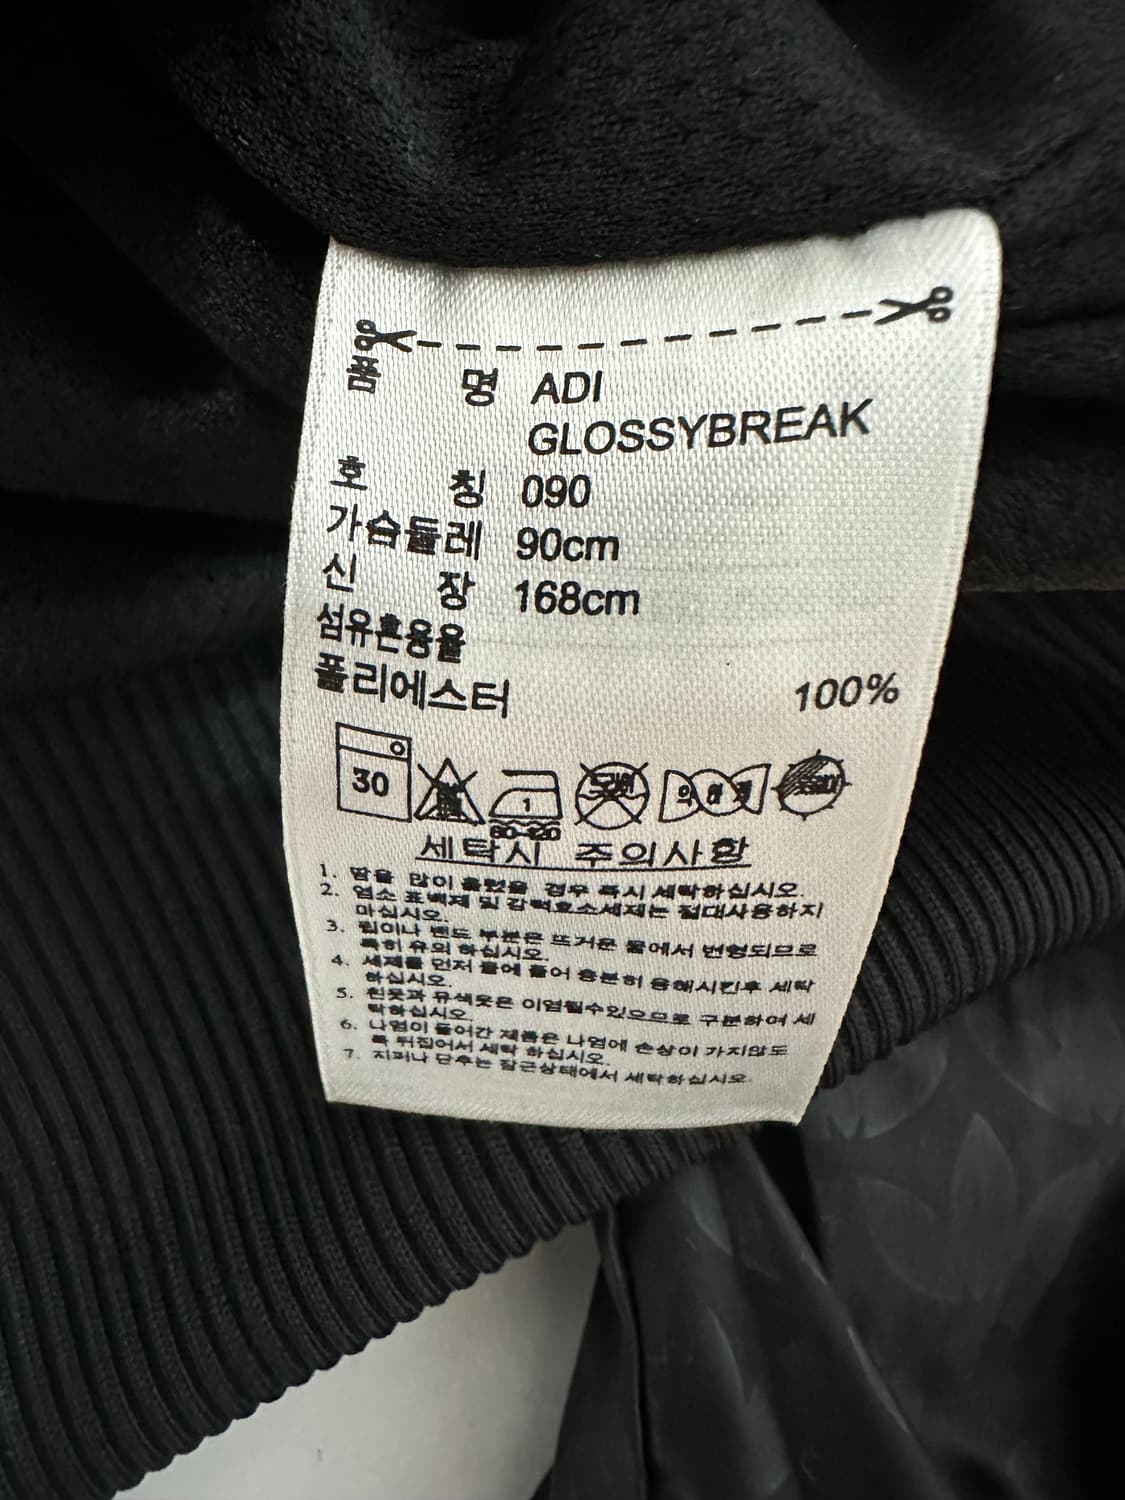 품 명 ADI
GLOSSYBREAK
호 칭 090
가슴둘레 90cm
신 장 168cm
섬유혼용율
폴리에스터 100%
30
1
80~120
세탁시 주의사항
1. 땀을 많이 흘렸을 경우 즉시 세탁하십시오.
2. 염소 표백제 및 강력효소세제는 절대사용하지
마십시오.
3. 립이나 밴드 부분은 뜨거운 물에서 변형되므로
특히 유의 하십시오.
4. 세제를 먼저 물에 풀어 충분히 용해시킨후 세탁
하십시오.
5. 흰옷과 유색옷은 이염될수있으므로 구분하여 세
탁하십시오.
6. 나염이 들어간 제품은 나염에 손상이 가지않도
록 뒤집어서 세탁 하십시오.
7. 지퍼나 단추는 잠근상태에서 세탁하십시오.